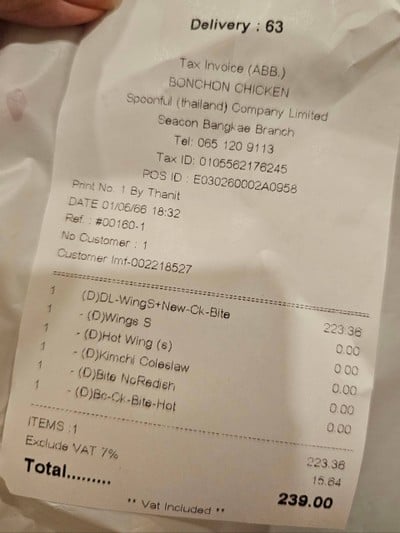 Delivery : 63
Tax Invoice (ABB.)
BONCHON CHICKEN
Spoonful (thailand) Company Limited
Seacon Bangkae Branch
Tel: 065 120 9113
Tax ID: 0105562176245
POS ID : E030260002A0958
Print No. 1 By Thanit
DATE 01/06/66 18:32
Ref. : #00160-1
No Customer : 1
Customer lmf-002218527
1 (D)DL-WingS+New-Ck-Bite 223.36
1 - (D)Wings S 0.00
1 - (D)Hot Wing (s) 0.00
1 - (D)Kimchi Coleslaw 0.00
1 - (D)Bite NoRedish 0.00
1 - (D)Bc-Ck-Bite-Hot 0.00
ITEMS :1 223.36
Exclude VAT 7% 15.64
Total......... 239.00
** Vat Included **